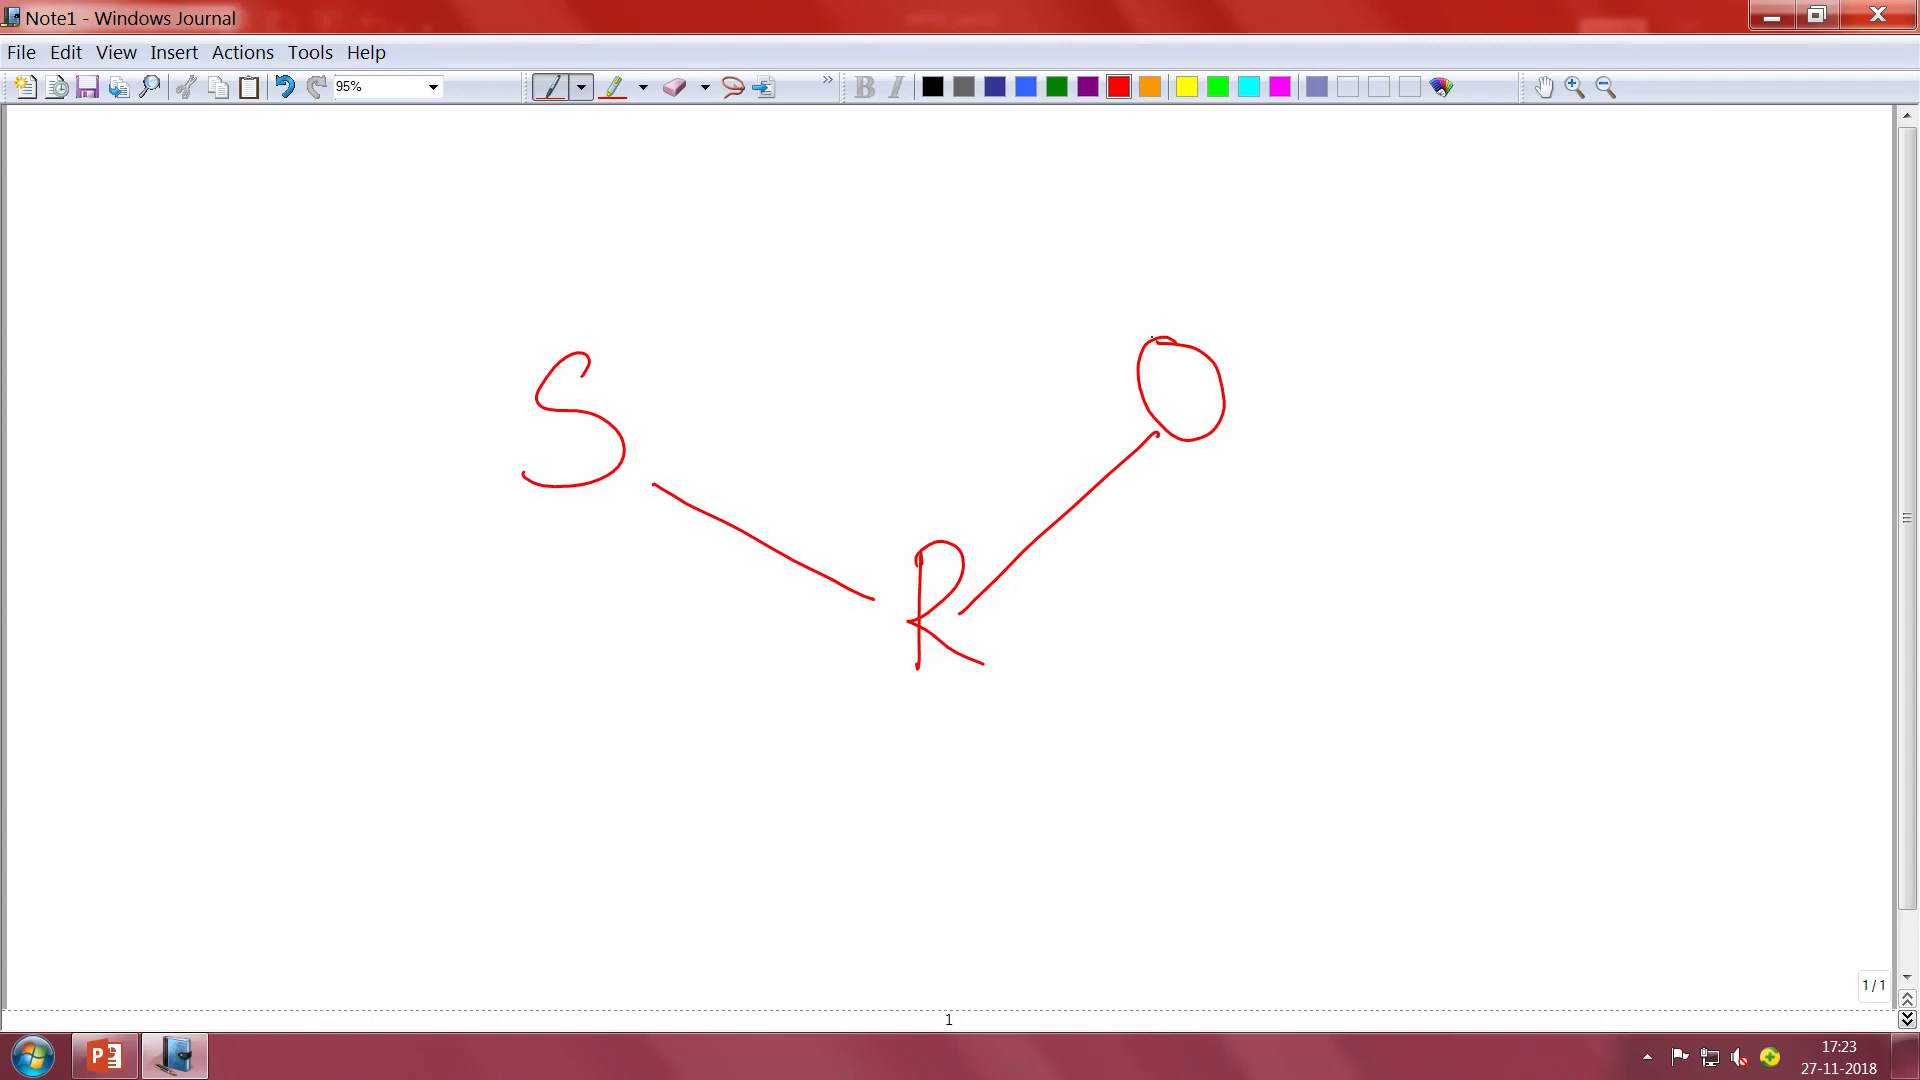 Note1 - Windows Journal
File Edit View Insert Actions Tools Help
95%
B I
S O
R
1 / 1
1
17:23
27-11-2018